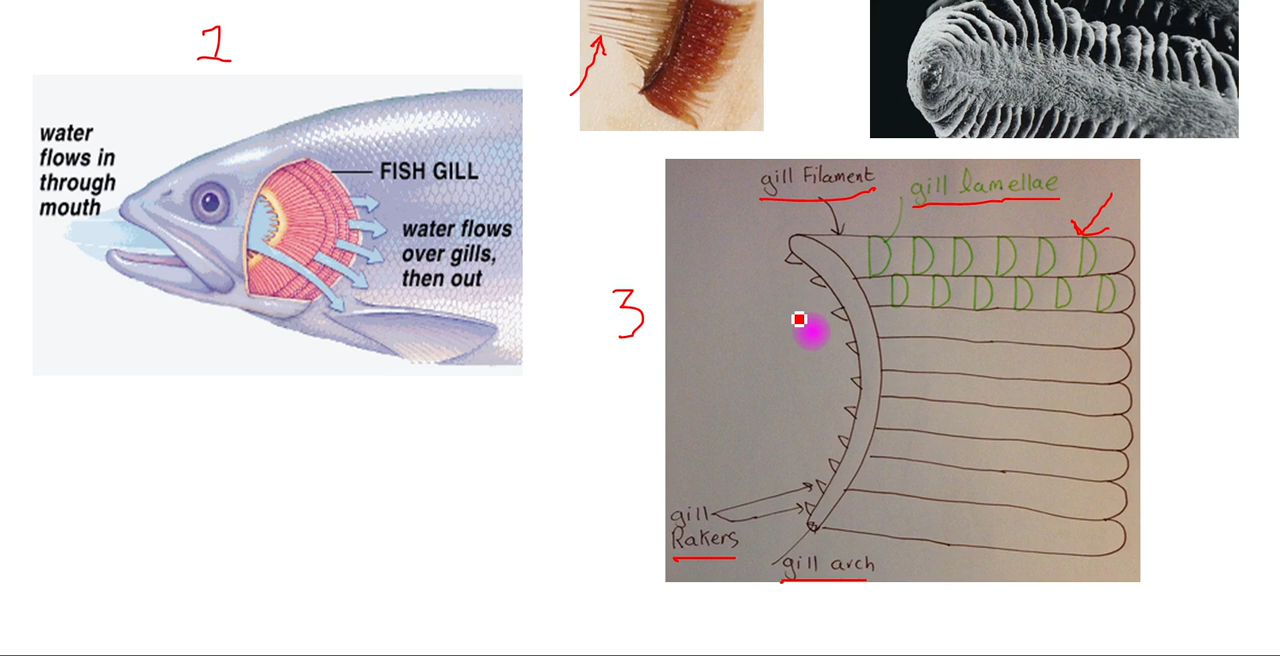 1
water
flows in
through
mouth
FISH GILL
water flows
over gills,
then out
3
gill Filament
gill lamellae
gill
Rakers
gill arch